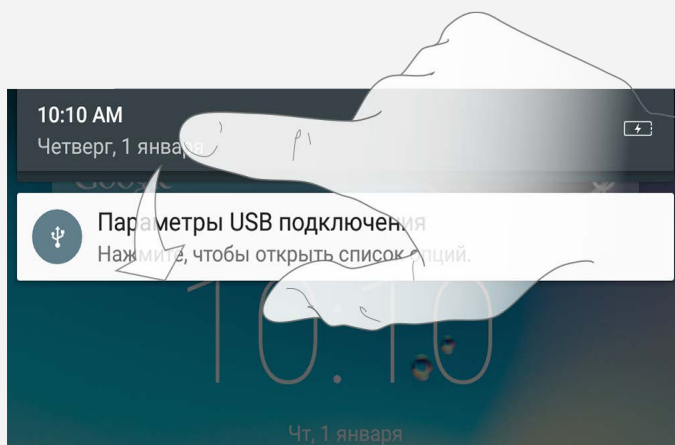 10:10 AM
Четверг, 1 января
Google
Параметры USB подключения
Нажмите, чтобы открыть список опций.
10:10
Чт, 1 января